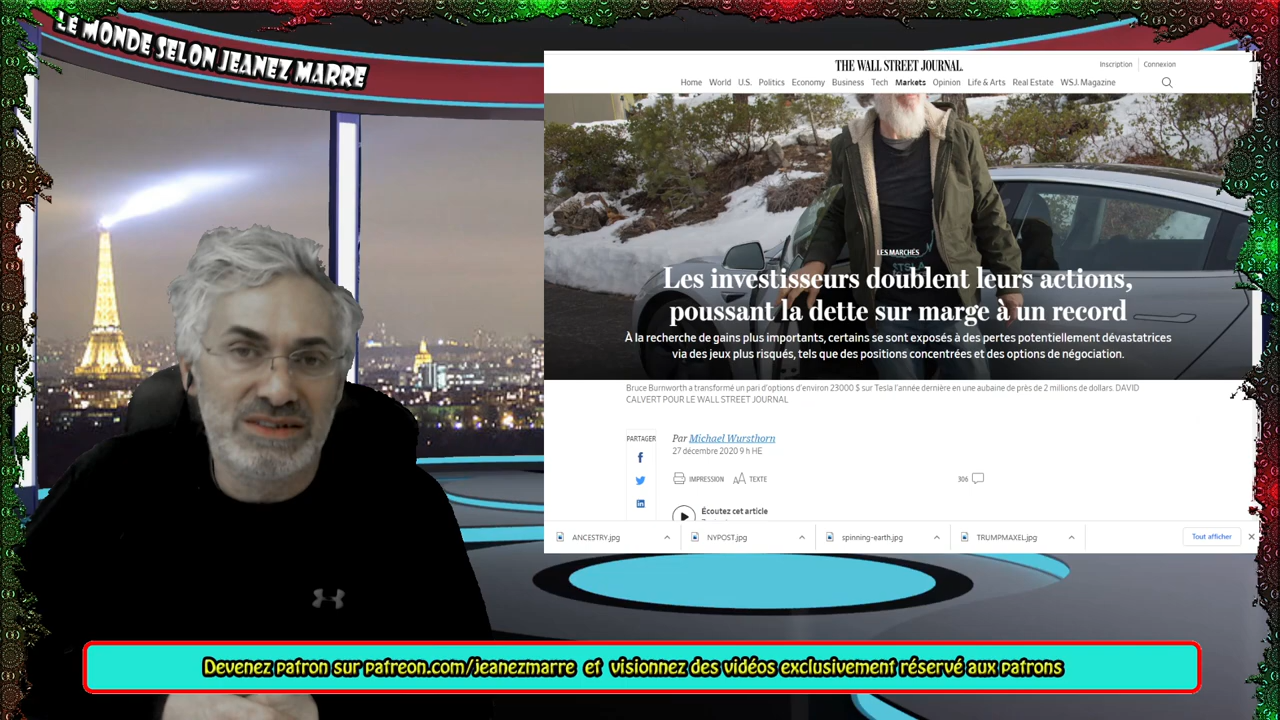 LE MONDE SELON JEANEZ MARRE
THE WALL STREET JOURNAL.
Inscription
Connexion
Home World U.S. Politics Economy Business Tech Markets Opinion Life & Arts Real Estate WSJ. Magazine
LES MARCHÉS
Les investisseurs doublent leurs actions,
poussant la dette sur marge à un record
À la recherche de gains plus importants, certains se sont exposés à des pertes potentiellement dévastatrices
via des jeux plus risqués, tels que des positions concentrées et des options de négociation.
Bruce Burnworth a transformé un pari d'options d'environ 23000 $ sur Tesla l'année dernière en une aubaine de près de 2 millions de dollars. DAVID
CALVERT POUR LE WALL STREET JOURNAL
PARTAGER
Par Michael Wursthorn
27 décembre 2020 9 h HE
IMPRESSION
TEXTE
306
Écoutez cet article
ANCESTRY.jpg
NYPOST.jpg
spinning-earth.jpg
TRUMPMAXEL.jpg
Tout afficher
Devenez patron sur patreon.com/jeanezmarre et visionnez des vidéos exclusivement réservé aux patrons